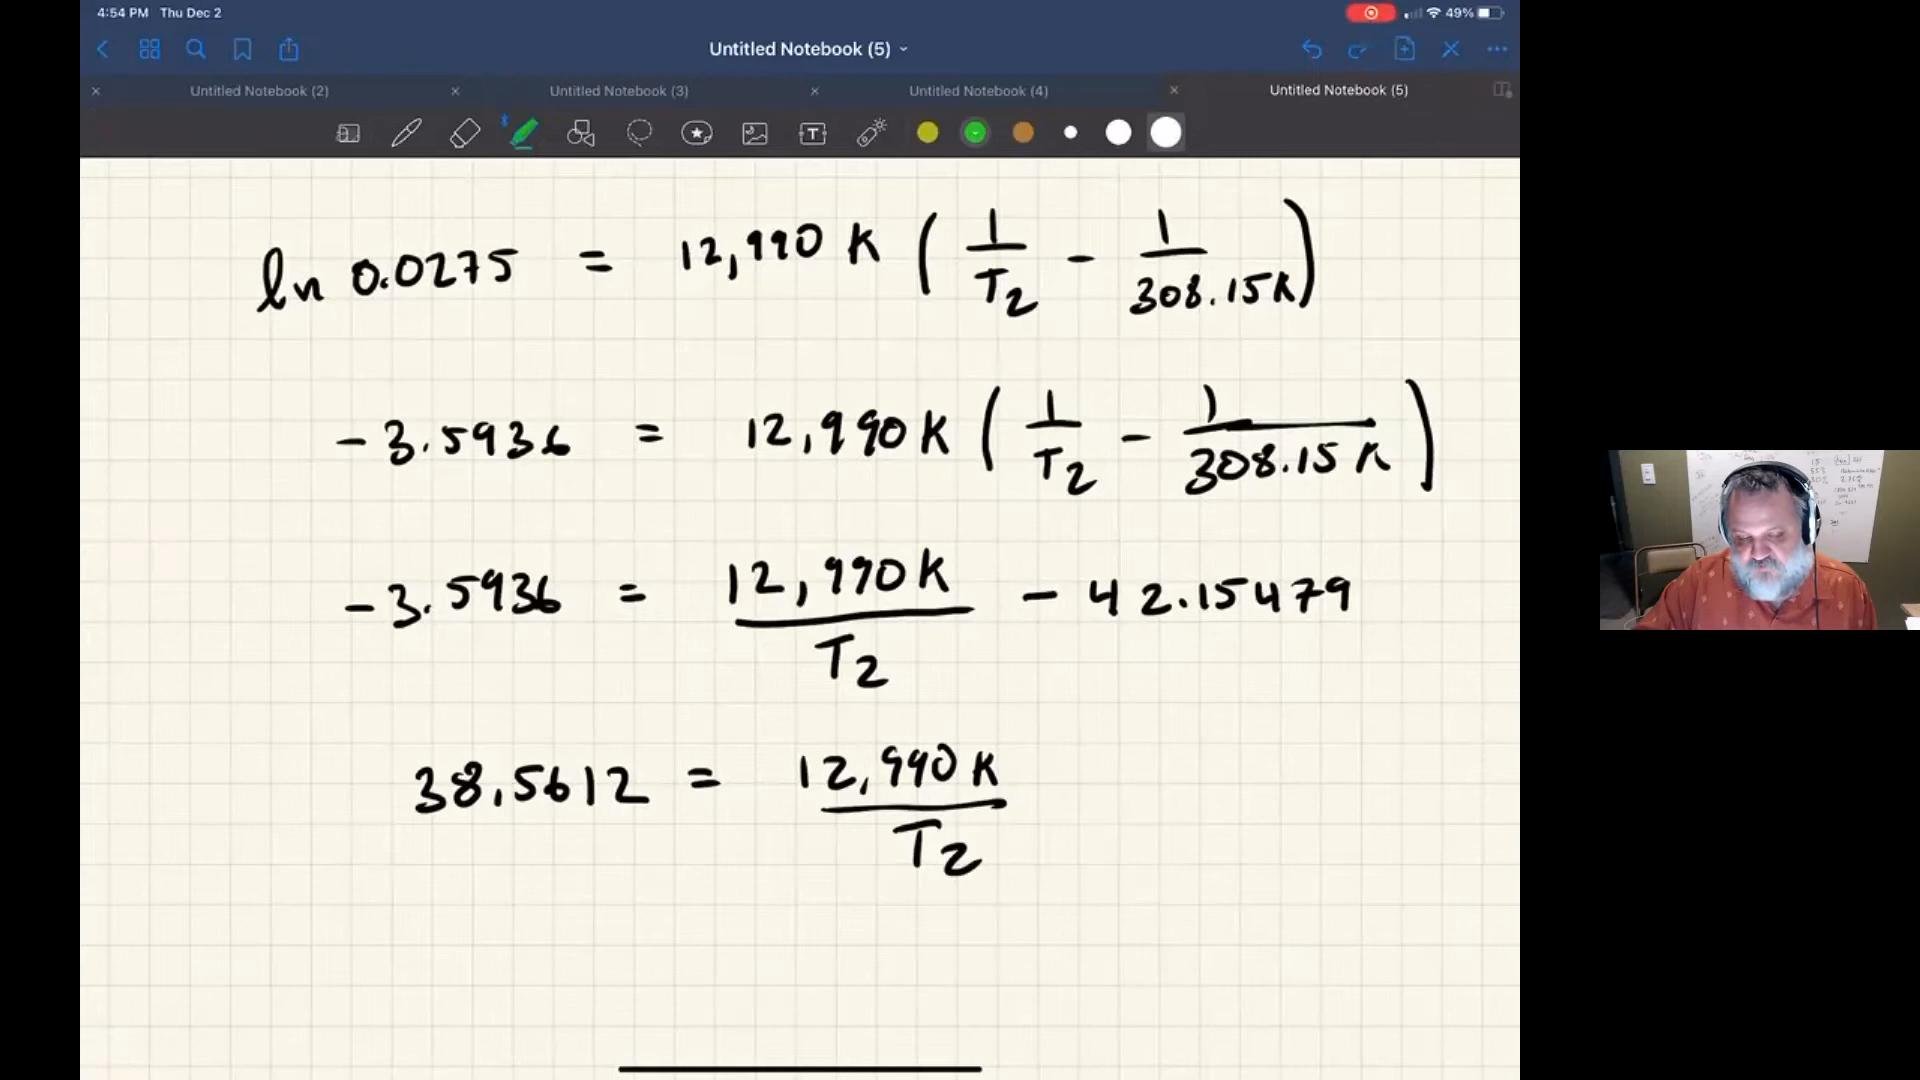 4:54 PM Thu Dec 2
49%
Untitled Notebook (5)
Untitled Notebook (2) Untitled Notebook (3) Untitled Notebook (4) Untitled Notebook (5)
ln 0.0275 = 12,990 K ( 1/T₂ - 1/308.15K )
-3.5936 = 12,990 K ( 1/T₂ - 1/308.15 K )
-3.5936 = 12,990 K / T₂ - 42.15479
38.5612 = 12,990 K / T₂